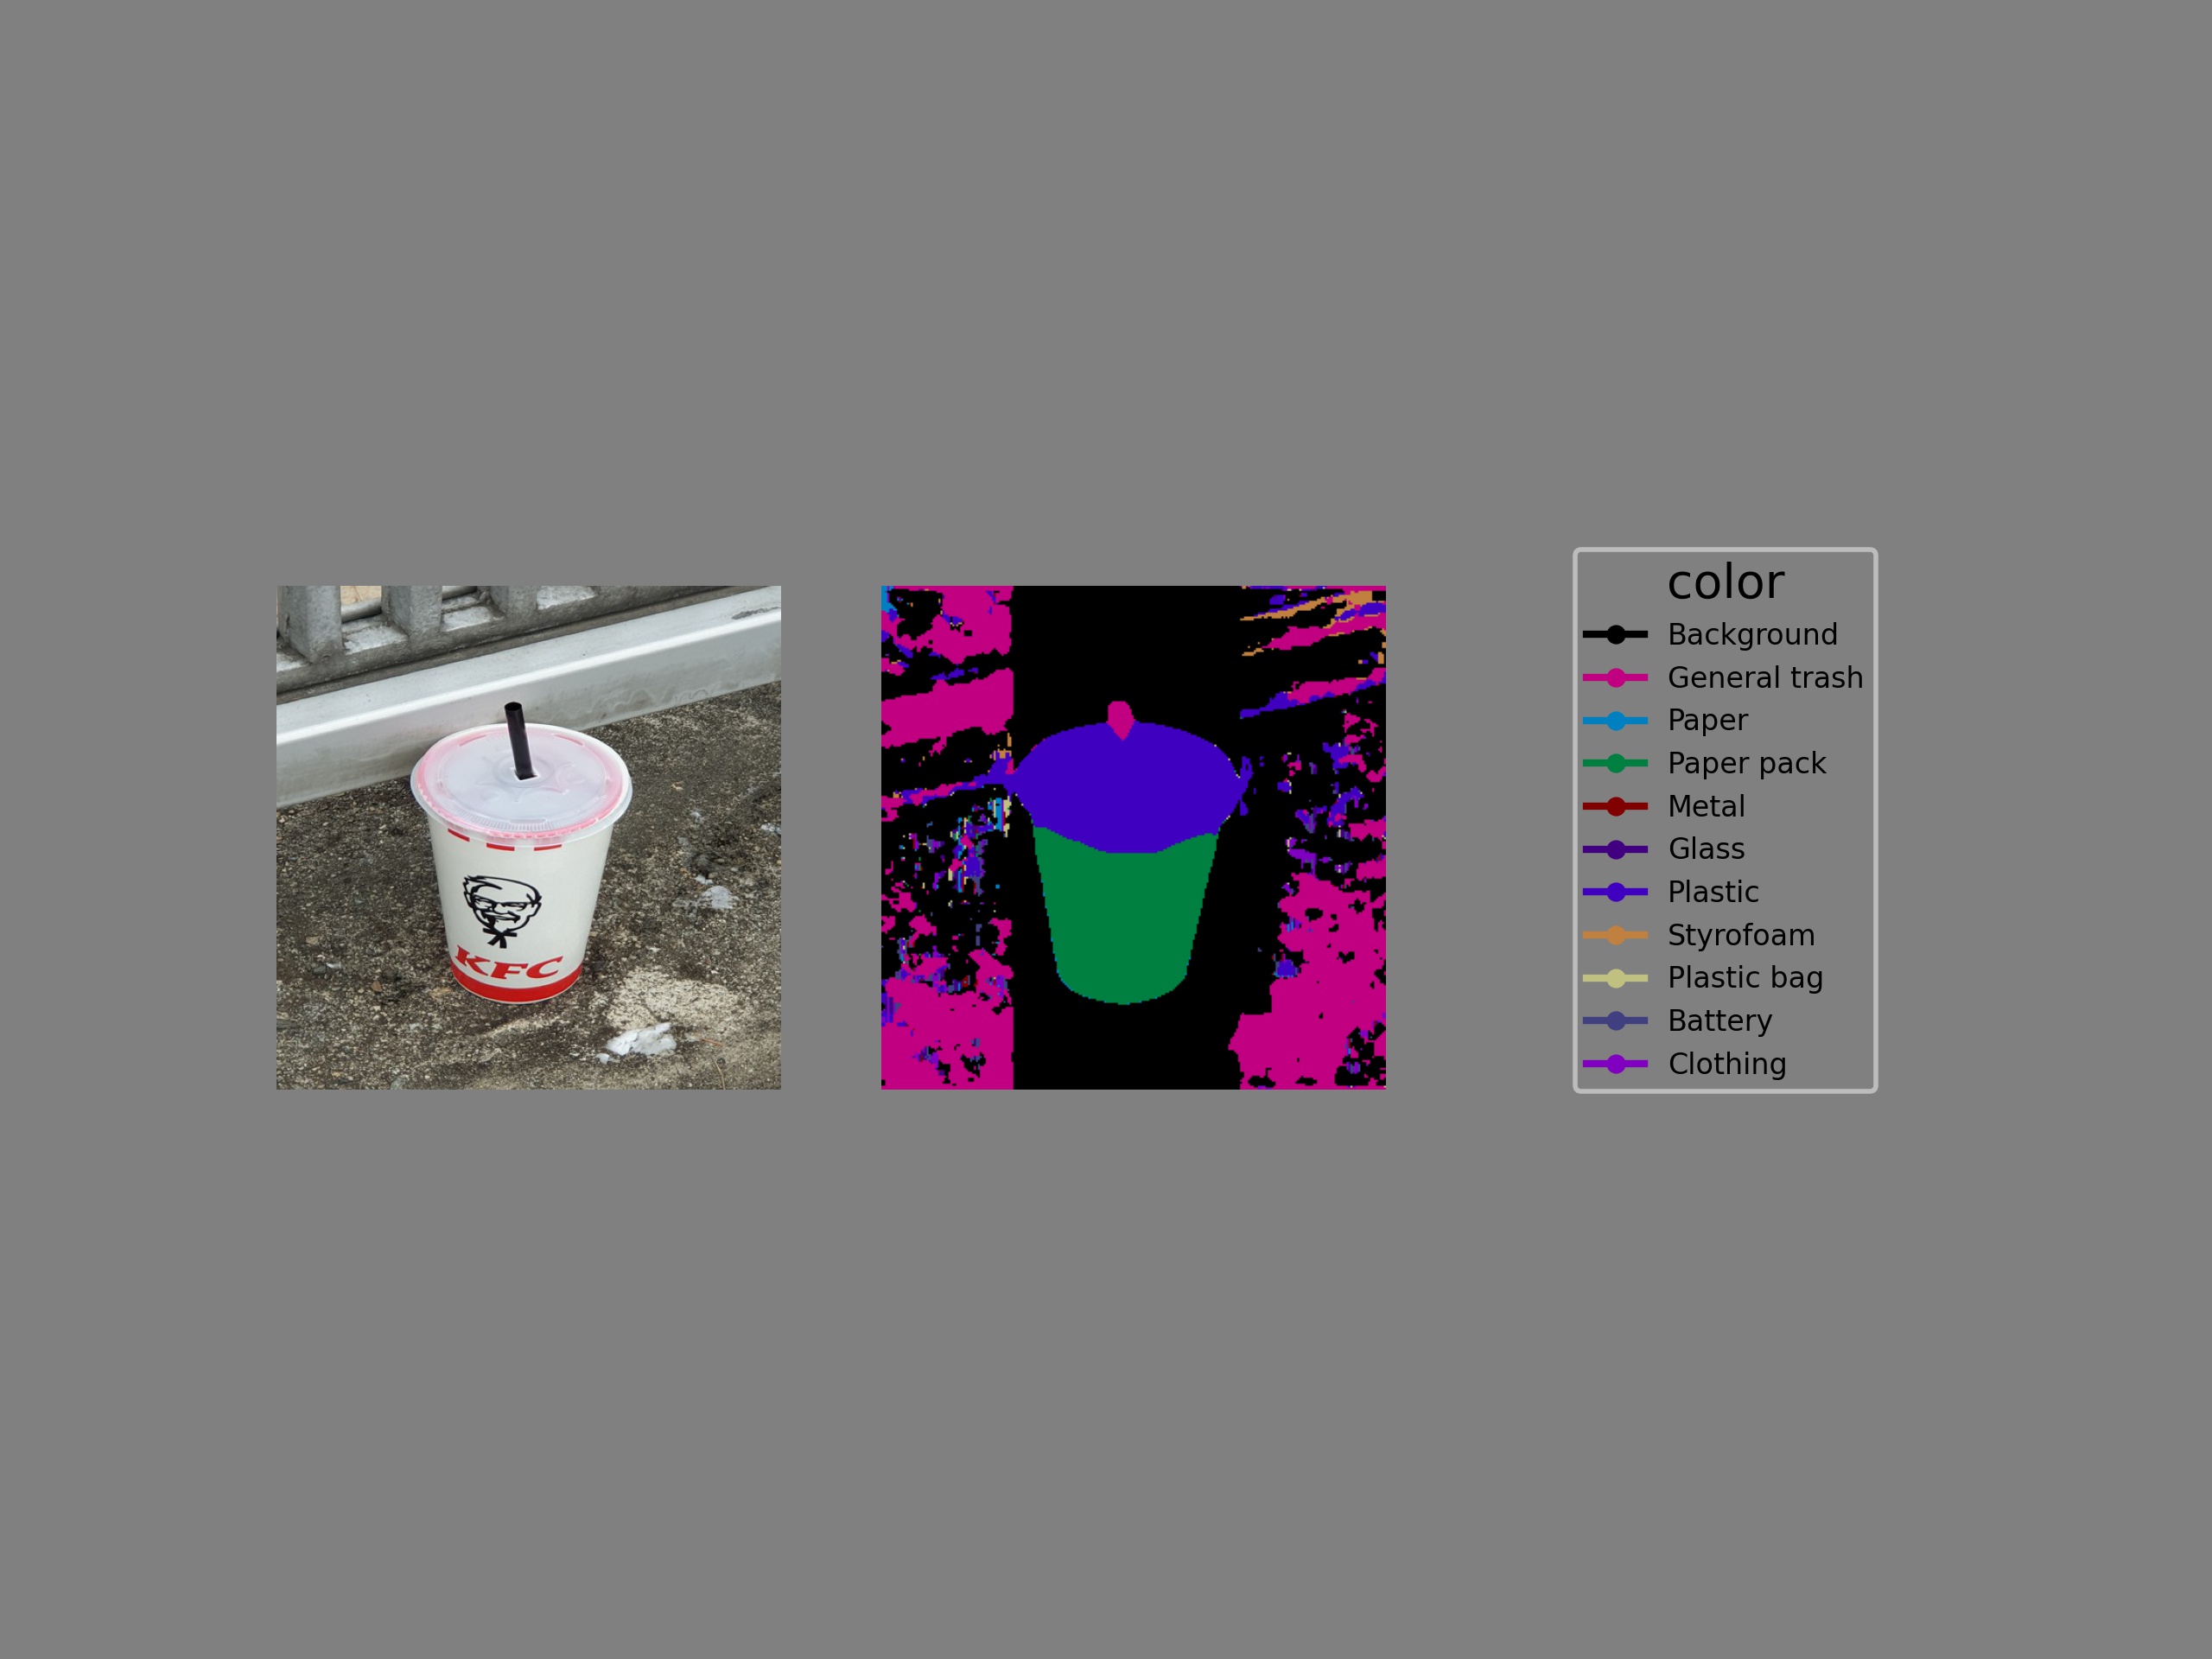 KFC
color
Background
General trash
Paper
Paper pack
Metal
Glass
Plastic
Styrofoam
Plastic bag
Battery
Clothing